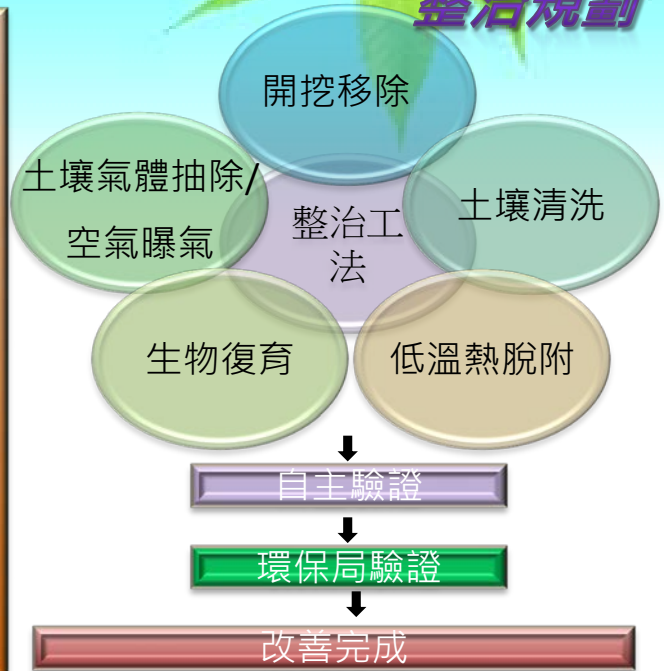 整治規劃
開挖移除
土壤氣體抽除/
空氣曝氣
整治工
法
土壤清洗
生物復育
低溫熱脫附
自主驗證
環保局驗證
改善完成